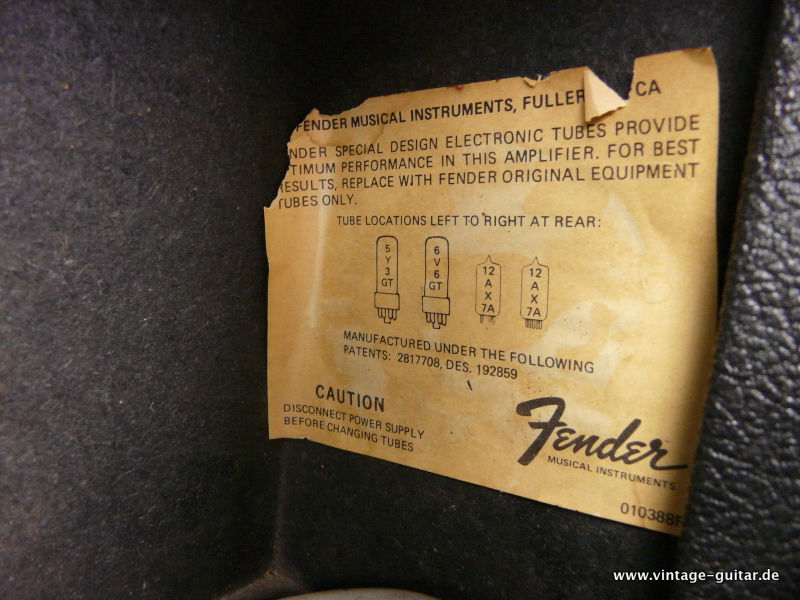 FENDER MUSICAL INSTRUMENTS, FULLER CA
NDER SPECIAL DESIGN ELECTRONIC TUBES PROVIDE
TIMUM PERFORMANCE IN THIS AMPLIFIER. FOR BEST
RESULTS, REPLACE WITH FENDER ORIGINAL EQUIPMENT
TUBES ONLY.
TUBE LOCATIONS LEFT TO RIGHT AT REAR:
5Y3GT 6V6GT 12AX7A 12AX7A
MANUFACTURED UNDER THE FOLLOWING
PATENTS: 2817708, DES. 192859
CAUTION
DISCONNECT POWER SUPPLY
BEFORE CHANGING TUBES
Fender
MUSICAL INSTRUMENTS
010388F
www.vintage-guitar.de